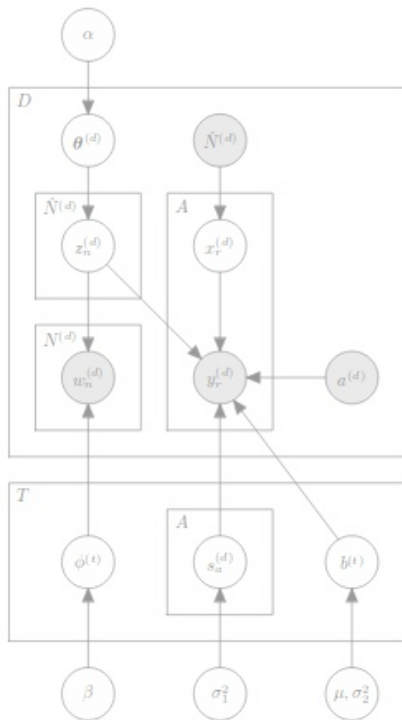 α
D
θ^(d)
N̂^(d)
N̂^(d)
A
z_n^(d)
x_r^(d)
N^(d)
w_n^(d)
y_r^(d)
a^(d)
T
A
ϕ^(t)
s_a^(d)
b^(t)
β
σ_1^2
μ, σ_2^2